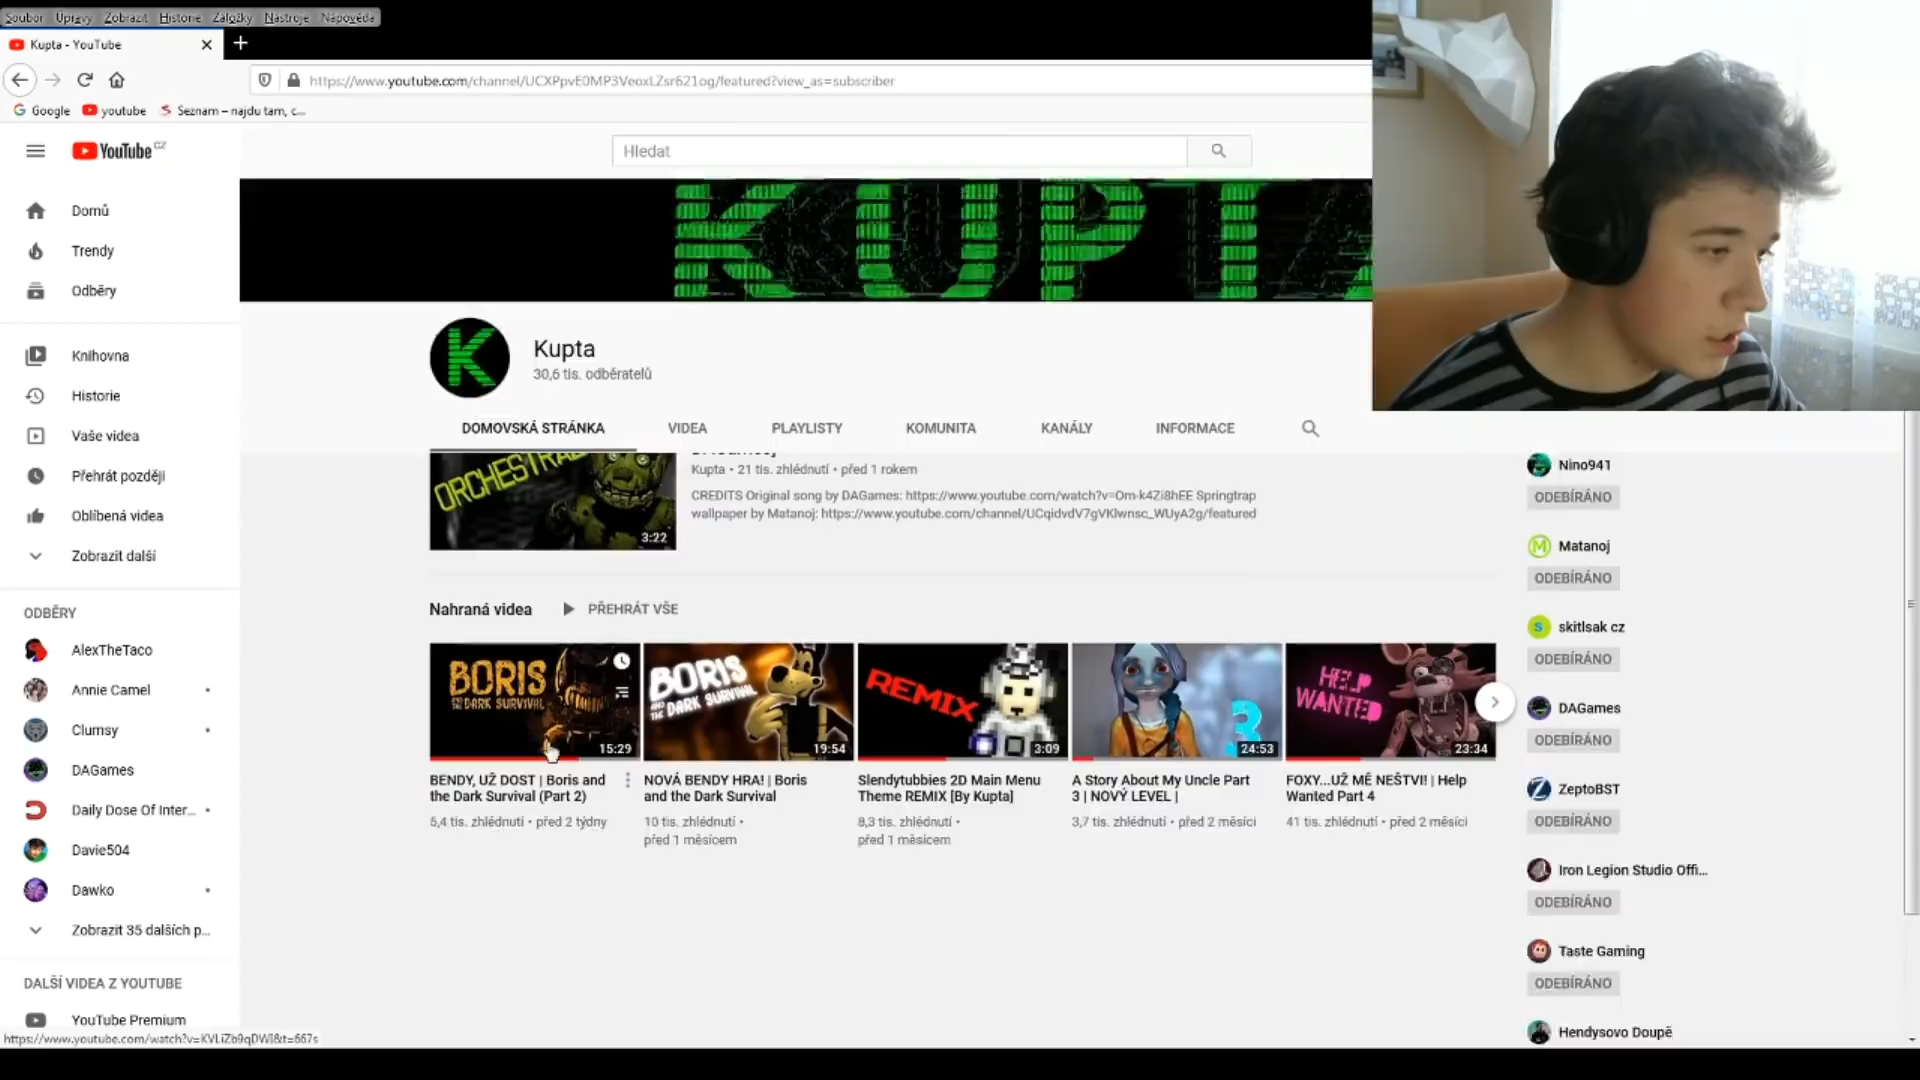 Soubor Úpravy Zobrazit Historie Záložky Nástroje Nápověda
Kupta - YouTube
https://www.youtube.com/channel/UCXPpvE0MP3VeoxLZsr621og/featured?view_as=subscriber
Google youtube Seznam – najdu tam, c...
YouTube CZ
Hledat
Domů
Trendy
Odběry
Knihovna
Historie
Vaše videa
Přehrát později
Oblíbená videa
Zobrazit další
ODBĚRY
AlexTheTaco
Annie Camel
Clumsy
DAGames
Daily Dose Of Inter...
Davie504
Dawko
Zobrazit 35 dalších p...
DALŠÍ VIDEA Z YOUTUBE
YouTube Premium
https://www.youtube.com/watch?v=KVLiZb9qDWI&t=667s
KUPTA
K
Kupta
30,6 tis. odběratelů
DOMOVSKÁ STRÁNKA VIDEA PLAYLISTY KOMUNITA KANÁLY INFORMACE
ORCHESTRAL
3:22
Kupta • 21 tis. zhlédnutí • před 1 rokem
CREDITS Original song by DAGames: https://www.youtube.com/watch?v=Om-k4Zi8hEE Springtrap
wallpaper by Matanoj: https://www.youtube.com/channel/UCqidvdV7gVKlwnsc_WUyA2g/featured
Nahraná videa PŘEHRÁT VŠE
BORIS
AND THE DARK SURVIVAL
15:29
BENDY, UŽ DOST | Boris and
the Dark Survival (Part 2)
5,4 tis. zhlédnutí • před 2 týdny
BORIS
AND THE DARK SURVIVAL
19:54
NOVÁ BENDY HRA! | Boris
and the Dark Survival
10 tis. zhlédnutí •
před 1 měsícem
REMIX
3:09
Slendytubbies 2D Main Menu
Theme REMIX [By Kupta]
8,3 tis. zhlédnutí •
před 1 měsícem
3
24:53
A Story About My Uncle Part
3 | NOVÝ LEVEL |
3,7 tis. zhlédnutí • před 2 měsíci
HELP
WANTED
23:34
FOXY...UŽ MĚ NEŠTVI! | Help
Wanted Part 4
41 tis. zhlédnutí • před 2 měsíci
Nino941
ODEBÍRÁNO
Matanoj
ODEBÍRÁNO
skitlsak cz
ODEBÍRÁNO
DAGames
ODEBÍRÁNO
ZeptoBST
ODEBÍRÁNO
Iron Legion Studio Offi...
ODEBÍRÁNO
Taste Gaming
ODEBÍRÁNO
Hendysovo Doupě